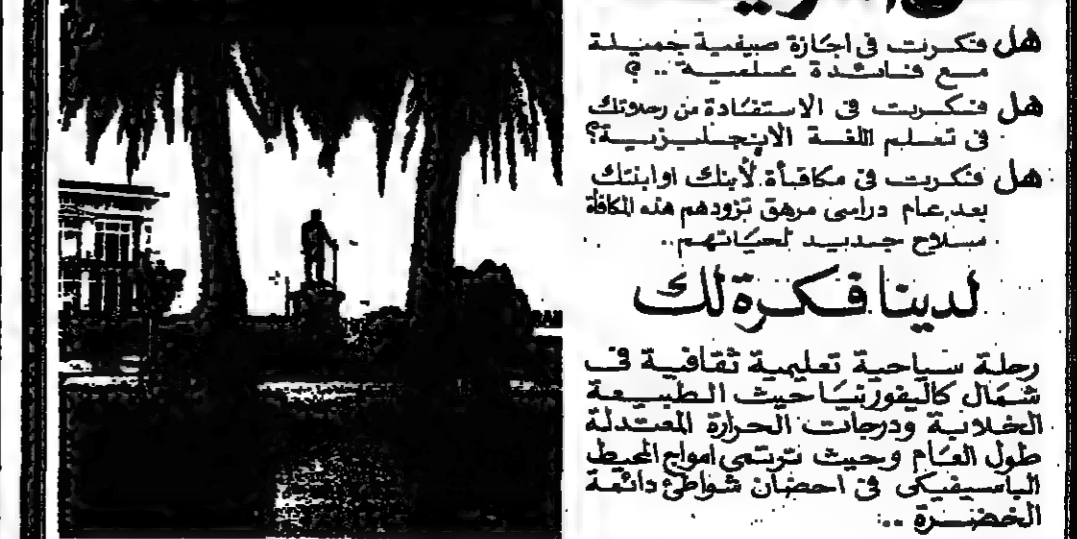 هل فكرت فى اجازة صيفية جميلة
مع فائدة علمية .. ؟
هل فكرت فى الاستفادة من رحلاتك
فى تعلم اللغة الإنجليزية؟
هل فكرت فى مكافأة لأبنك اوابنتك
بعد عام دراسى مرهق تزودهم هذه المكافأة
بسلاح جديد لحياتهم ..
لدينا فكرة لك
رحلة سياحية تعليمية ثقافية فى
شمال كاليفورنيا حيث الطبيعة
الخلابة ودرجات الحرارة المعتدلة
طول العام وحيث ترتمى امواج المحيط
الباسيفيكى فى احضان شواطئ دائمة
الخضرة ..